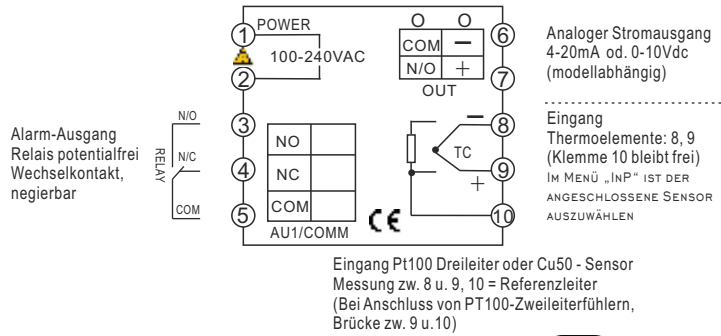 POWER
100-240VAC
1
2
3
4
5
O O
COM −
N/O +
OUT
6
7
8
9
10
− TC +
NO
NC
COM
AU1/COMM
CE
Alarm-Ausgang
Relais potentialfrei
Wechselkontakt,
negierbar
RELAY
N/O
N/C
COM
Analoger Stromausgang
4-20mA od. 0-10Vdc
(modellabhängig)
Eingang
Thermoelemente: 8, 9
(Klemme 10 bleibt frei)
IM MENÜ „INP“ IST DER
ANGESCHLOSSENE SENSOR
AUSZUWÄHLEN
Eingang Pt100 Dreileiter oder Cu50 - Sensor
Messung zw. 8 u. 9, 10 = Referenzleiter
(Bei Anschluss von PT100-Zweileiterfühlern,
Brücke zw. 9 u.10)